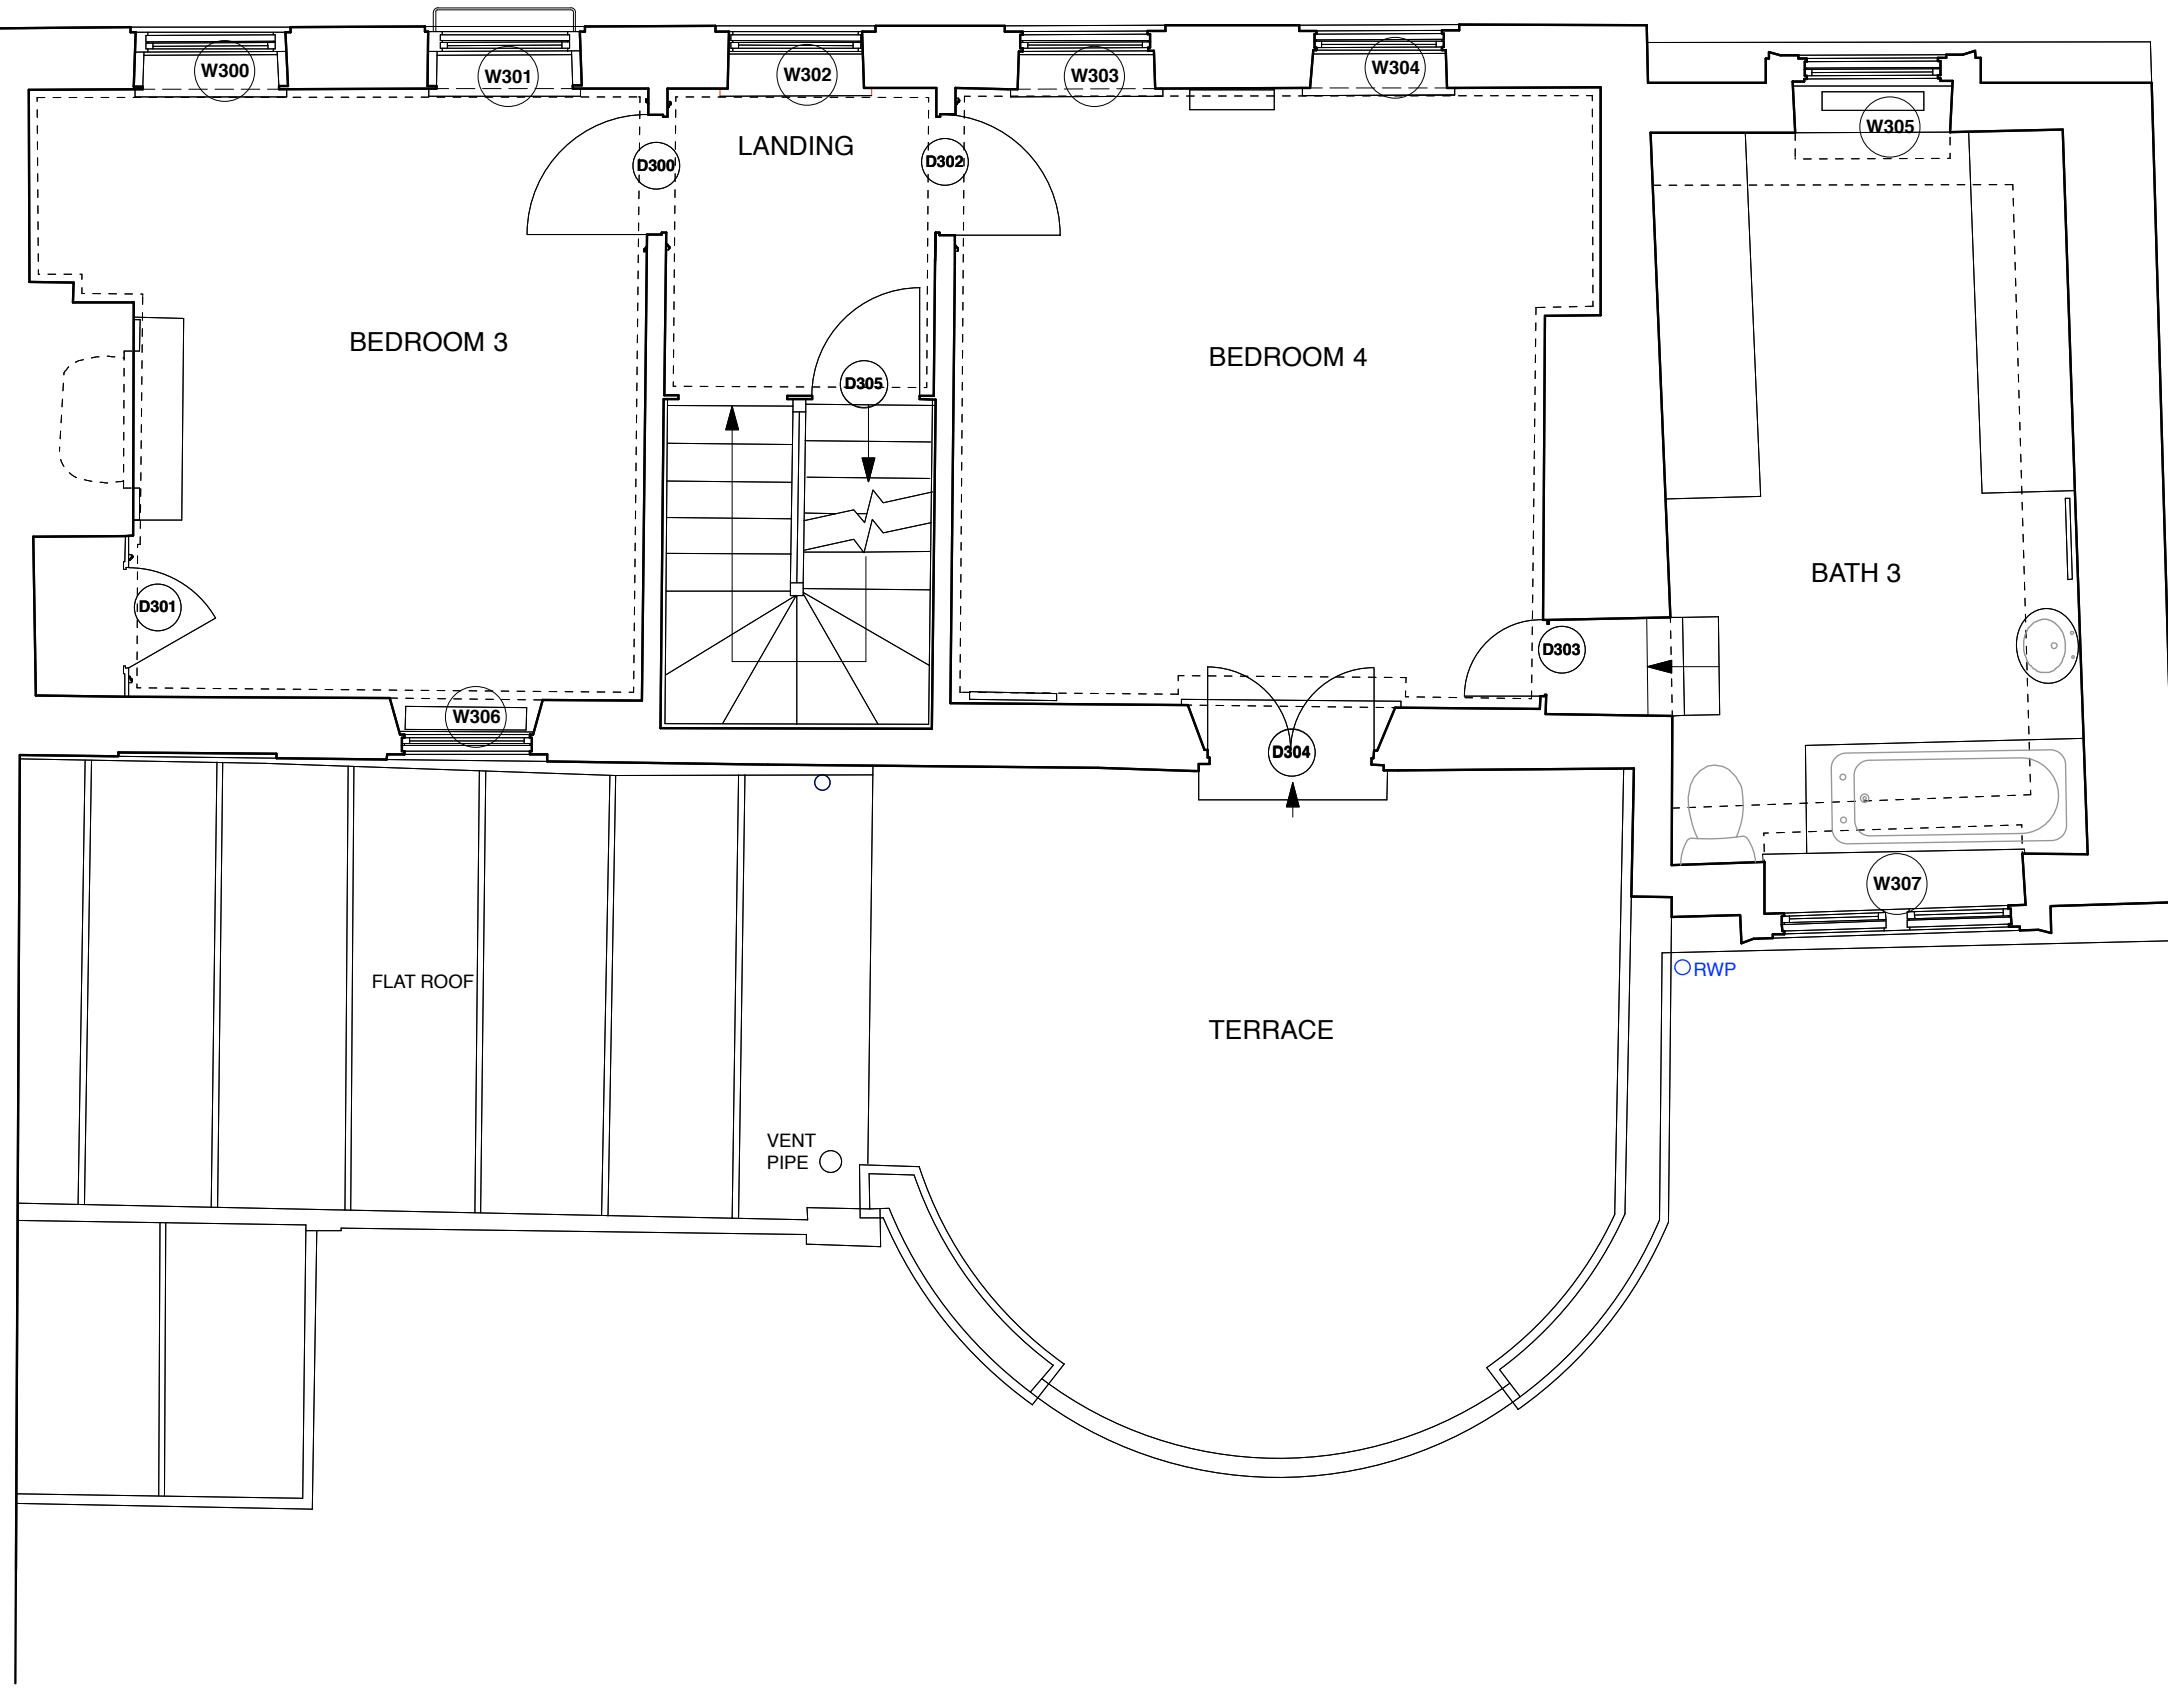 W300
W301
W302
W303
W304
W305
LANDING
D300
D302
BEDROOM 3
BEDROOM 4
D305
BATH 3
D301
D303
W306
D304
W307
FLAT ROOF
RWP
TERRACE
VENT
PIPE